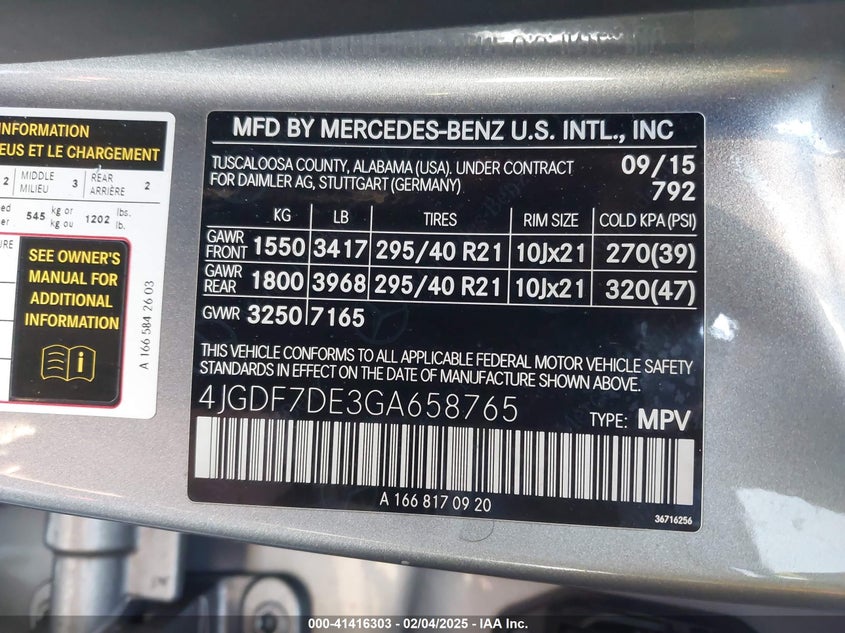 INFORMATION
EUS ET LE CHARGEMENT
2 MIDDLE MILIEU 3 REAR ARRIÈRE 2
545 kg or kg ou 1202 lbs. lb.
SEE OWNER'S
MANUAL FOR
ADDITIONAL
INFORMATION
A 166 584 26 03
MFD BY MERCEDES-BENZ U.S. INTL., INC
TUSCALOOSA COUNTY, ALABAMA (USA). UNDER CONTRACT 09/15
FOR DAIMLER AG, STUTTGART (GERMANY) 792
KG LB TIRES RIM SIZE COLD KPA (PSI)
GAWR FRONT 1550 3417 295/40 R21 10Jx21 270(39)
GAWR REAR 1800 3968 295/40 R21 10Jx21 320(47)
GVWR 3250 7165
THIS VEHICLE CONFORMS TO ALL APPLICABLE FEDERAL MOTOR VEHICLE SAFETY
STANDARDS IN EFFECT ON THE DATE OF MANUFACTURE SHOWN ABOVE.
4JGDF7DE3GA658765
TYPE: MPV
A 166 817 09 20
36716256
000-41416303 - 02/04/2025 - IAA Inc.